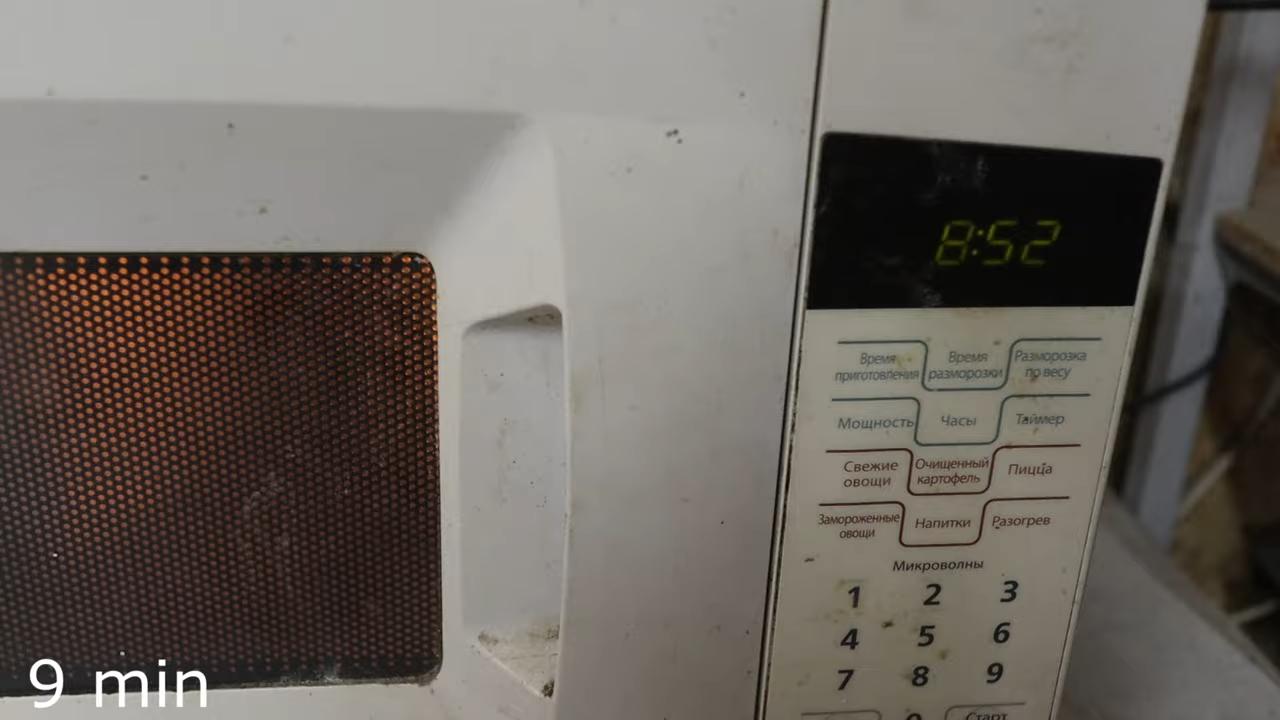 8:52
Время
приготовления
Время
разморозки
Разморозка
по весу
Мощность
Часы
Таймер
Свежие
овощи
Очищенный
картофель
Пицца
Замороженные
овощи
Напитки
Разогрев
Микроволны
1 2 3
4 5 6
7 8 9
0
Старт
9 min